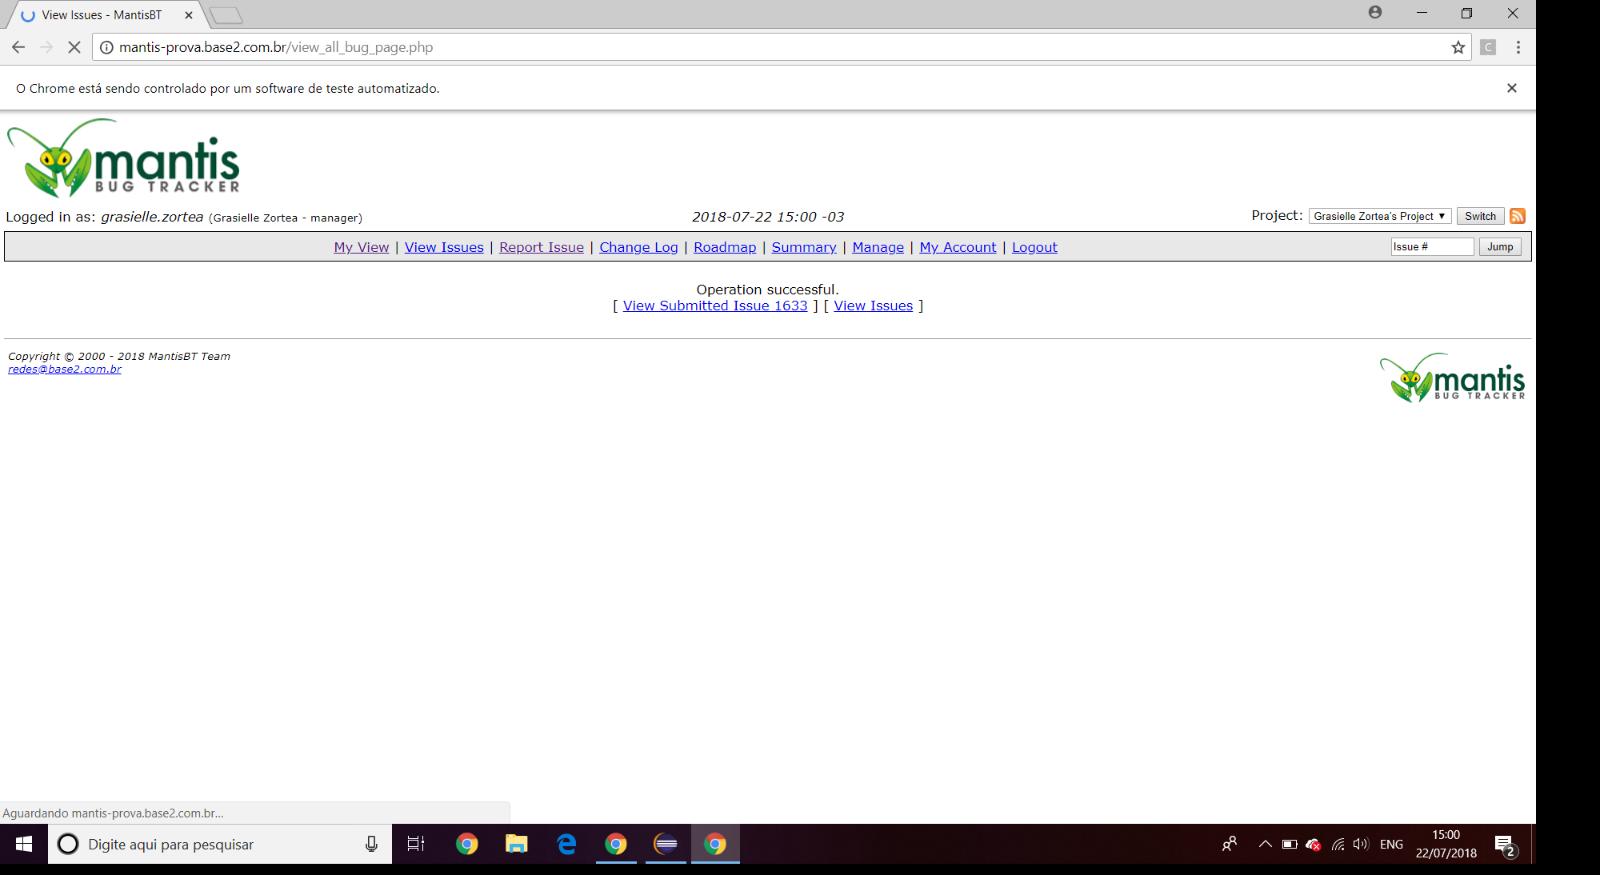 View Issues - MantisBT
mantis-prova.base2.com.br/view_all_bug_page.php
O Chrome está sendo controlado por um software de teste automatizado.
mantis
BUG TRACKER
Logged in as: grasielle.zortea (Grasielle Zortea - manager) 2018-07-22 15:00 -03 Project: Grasielle Zortea's Project Switch
My View | View Issues | Report Issue | Change Log | Roadmap | Summary | Manage | My Account | Logout Issue # Jump
Operation successful.
[ View Submitted Issue 1633 ] [ View Issues ]
Copyright © 2000 - 2018 MantisBT Team
redes@base2.com.br
mantis
BUG TRACKER
Aguardando mantis-prova.base2.com.br...
Digite aqui para pesquisar ENG 15:00
22/07/2018 2